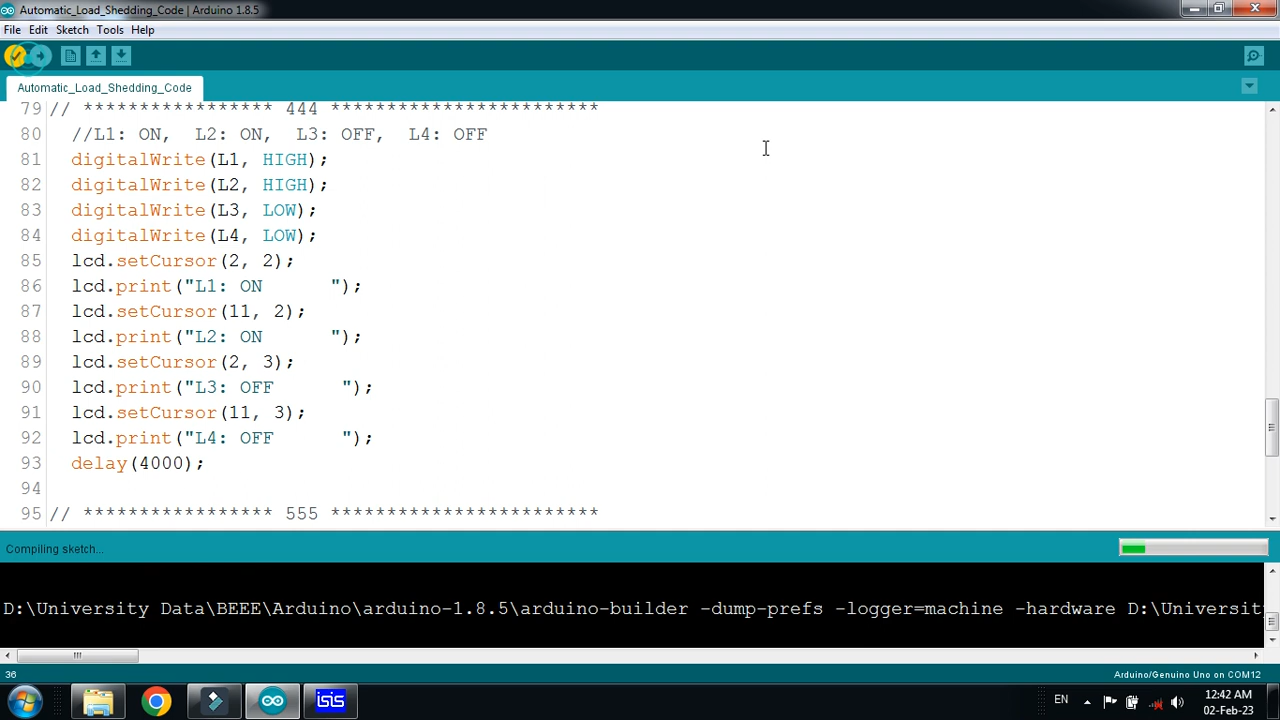 Automatic_Load_Shedding_Code | Arduino 1.8.5
File Edit Sketch Tools Help
Automatic_Load_Shedding_Code
79 // ***************** 444 ************************
80 //L1: ON, L2: ON, L3: OFF, L4: OFF
81 digitalWrite(L1, HIGH);
82 digitalWrite(L2, HIGH);
83 digitalWrite(L3, LOW);
84 digitalWrite(L4, LOW);
85 lcd.setCursor(2, 2);
86 lcd.print("L1: ON      ");
87 lcd.setCursor(11, 2);
88 lcd.print("L2: ON      ");
89 lcd.setCursor(2, 3);
90 lcd.print("L3: OFF      ");
91 lcd.setCursor(11, 3);
92 lcd.print("L4: OFF      ");
93 delay(4000);
94
95 // ***************** 555 ************************
Compiling sketch...
D:\University Data\BEEE\Arduino\arduino-1.8.5\arduino-builder -dump-prefs -logger=machine -hardware D:\Universit
36
Arduino/Genuino Uno on COM12
isis
EN
12:42 AM
02-Feb-23